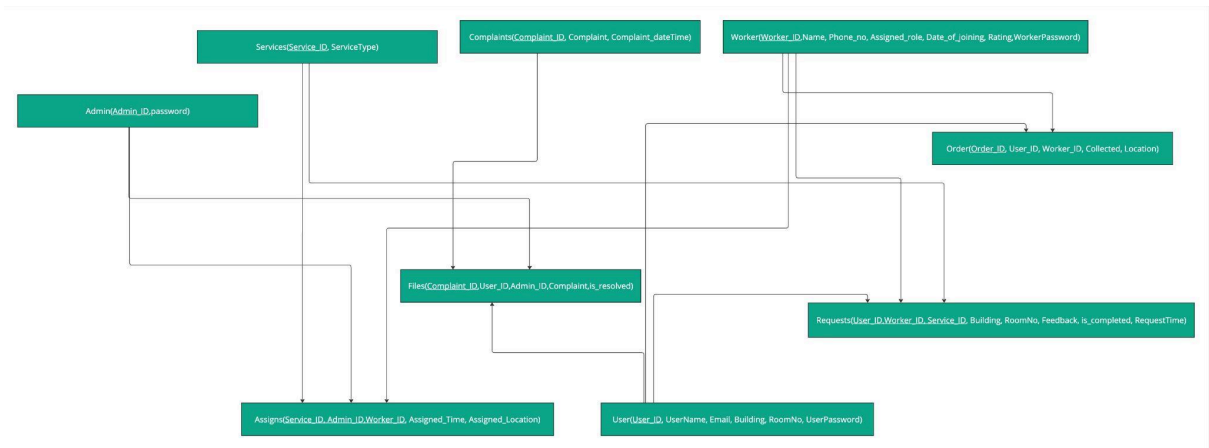 Services(Service_ID, ServiceType)
Complaints(Complaint_ID, Complaint, Complaint_dateTime)
Worker(Worker_ID,Name, Phone_no, Assigned_role, Date_of_joining, Rating,WorkerPassword)
Admin(Admin_ID,password)
Order(Order_ID, User_ID, Worker_ID, Collected, Location)
Files(Complaint_ID,User_ID,Admin_ID,Complaint,is_resolved)
Requests(User_ID,Worker_ID, Service_ID, Building, RoomNo, Feedback, is_completed, RequestTime)
Assigns(Service_ID, Admin_ID,Worker_ID, Assigned_Time, Assigned_Location)
User(User_ID, UserName, Email, Building, RoomNo, UserPassword)